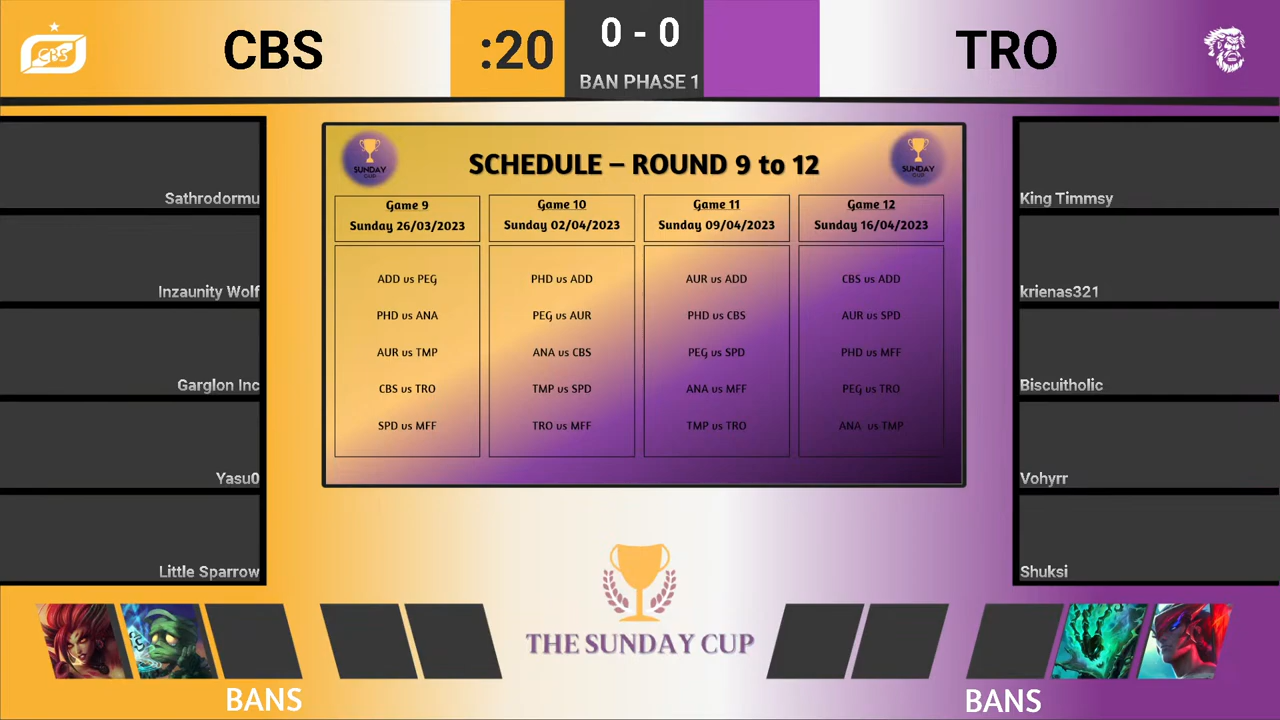 CBS
CBS
:20
0 - 0
BAN PHASE 1
TRO
Sathrodormu
Inzaunity Wolf
Garglon Inc
Yasu0
Little Sparrow
SUNDAY
CUP
SCHEDULE – ROUND 9 to 12
SUNDAY
CUP
Game 9
Sunday 26/03/2023
ADD vs PEG
PHD vs ANA
AUR vs TMP
CBS vs TRO
SPD vs MFF
Game 10
Sunday 02/04/2023
PHD vs ADD
PEG vs AUR
ANA vs CBS
TMP vs SPD
TRO vs MFF
Game 11
Sunday 09/04/2023
AUR vs ADD
PHD vs CBS
PEG vs SPD
ANA vs MFF
TMP vs TRO
Game 12
Sunday 16/04/2023
CBS vs ADD
AUR vs SPD
PHD vs MFF
PEG vs TRO
ANA vs TMP
King Timmsy
krienas321
Biscuitholic
Vohyrr
Shuksi
THE SUNDAY CUP
BANS
BANS